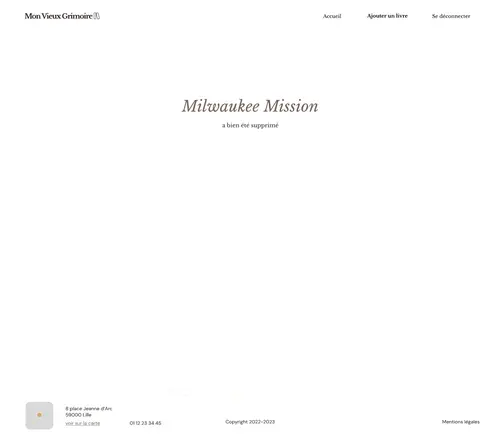 Mon Vieux Grimoire
Accueil
Ajouter un livre
Se déconnecter
Milwaukee Mission
a bien été supprimé
8 place Jeanne d'Arc
59000 Lille
voir sur la carte
01 12 23 34 45
Copyright 2022-2023
Mentions légales